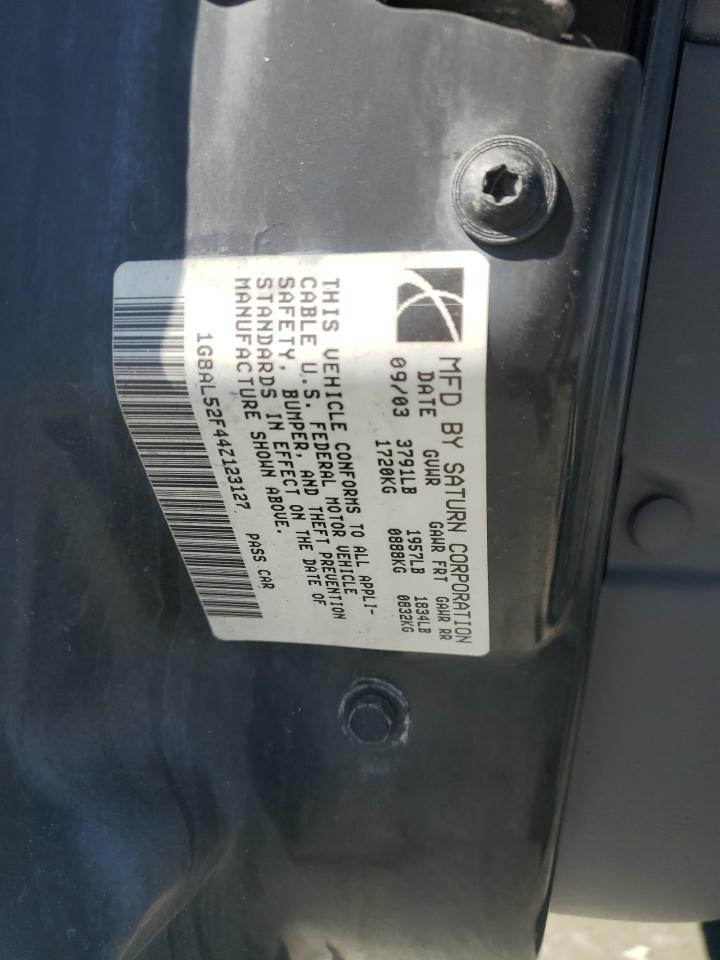 MFD BY SATURN CORPORATION
DATE GVWR GAWR FRT GAWR RR
09/03 3791LB 1957LB 1834LB
1720KG 0888KG 0832KG
THIS VEHICLE CONFORMS TO ALL APPLI-
CABLE U.S. FEDERAL MOTOR VEHICLE
SAFETY, BUMPER, AND THEFT PREVENTION
STANDARDS IN EFFECT ON THE DATE OF
MANUFACTURE SHOWN ABOVE.
1G8AL52F44Z123127 PASS CAR